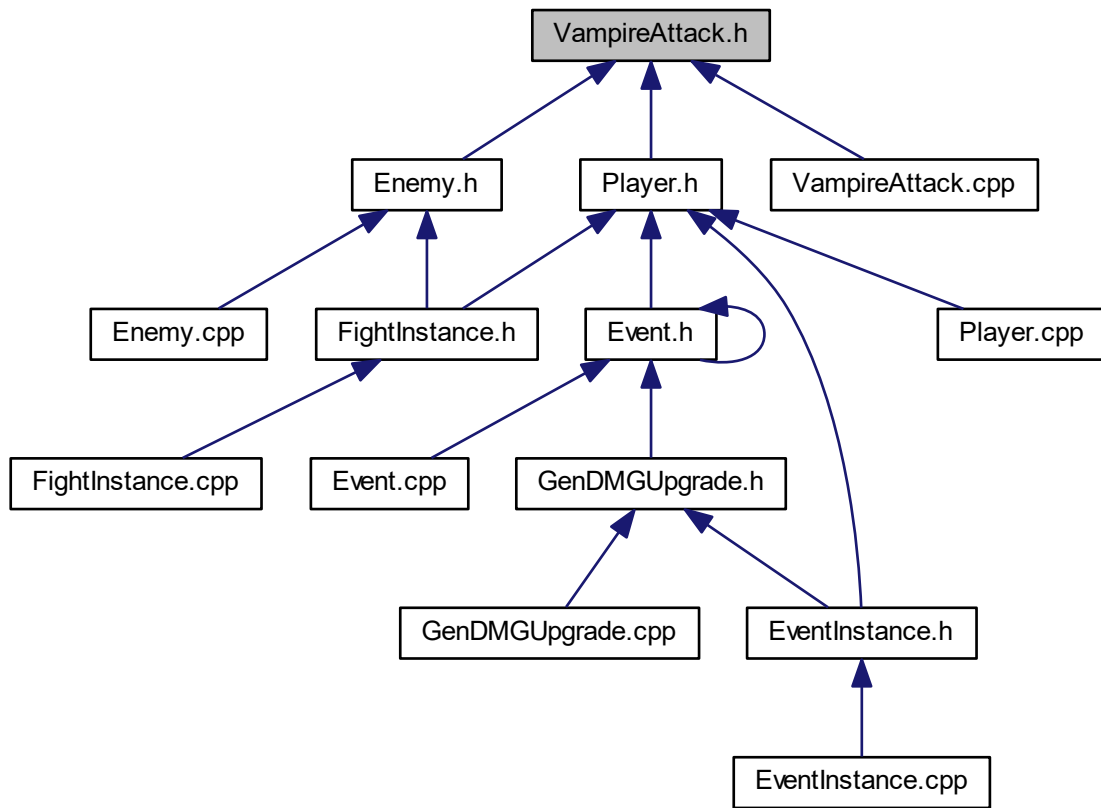 VampireAttack.h
Enemy.h
Player.h
VampireAttack.cpp
Enemy.cpp
FightInstance.h
Event.h
Player.cpp
FightInstance.cpp
Event.cpp
GenDMGUpgrade.h
GenDMGUpgrade.cpp
EventInstance.h
EventInstance.cpp